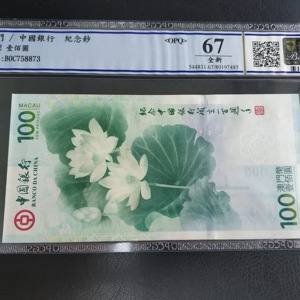 門 / 中國銀行 紀念鈔
壹佰圓
:BOC758873
<OPQ>
67
全新
544831.67/80197485
100
MACAU
紀念中國銀行成立一百週年
中國銀行
BANCO DA CHINA
100
澳門幣
壹佰圓